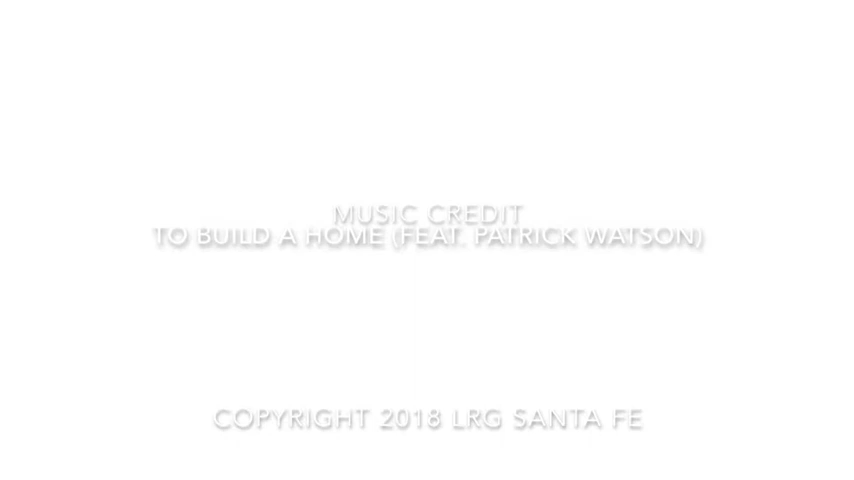 MUSIC CREDIT
TO BUILD A HOME (FEAT. PATRICK WATSON)
COPYRIGHT 2018 LRG SANTA FE